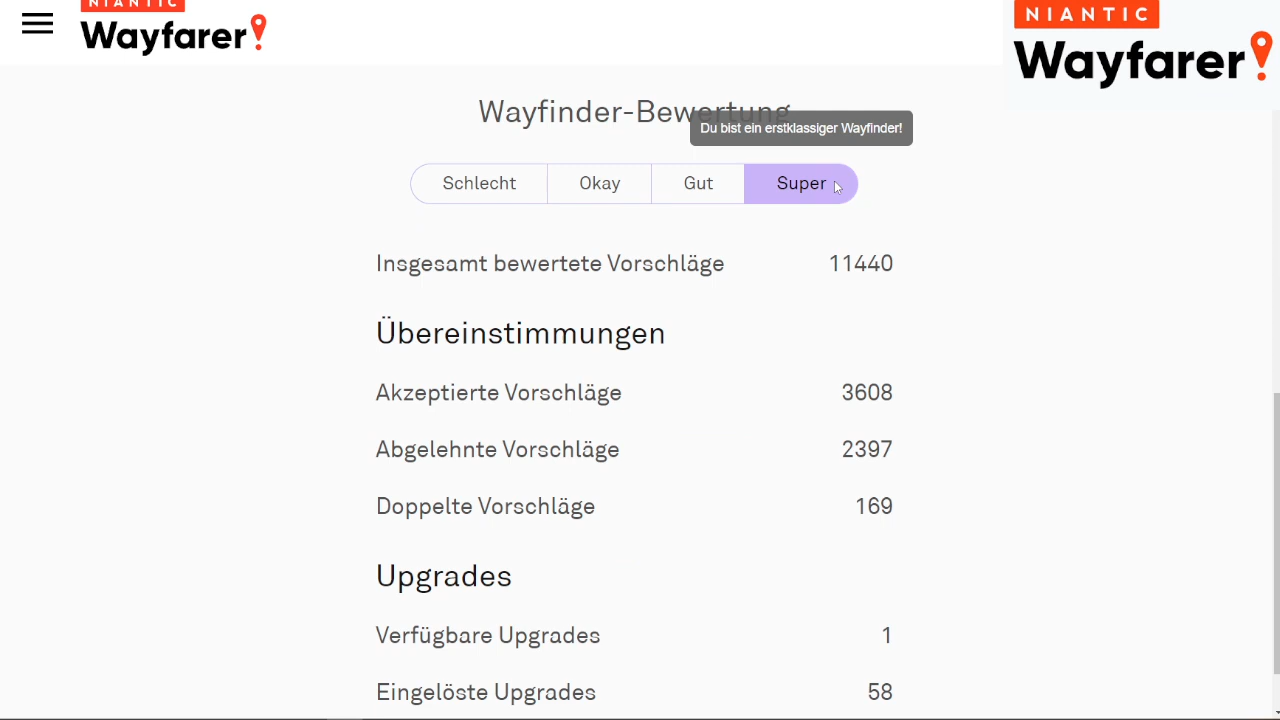 NIANTIC
Wayfarer
NIANTIC
Wayfarer
Wayfinder-Bewertung
Du bist ein erstklassiger Wayfinder!
Schlecht Okay Gut Super
Insgesamt bewertete Vorschläge 11440
Übereinstimmungen
Akzeptierte Vorschläge 3608
Abgelehnte Vorschläge 2397
Doppelte Vorschläge 169
Upgrades
Verfügbare Upgrades 1
Eingelöste Upgrades 58